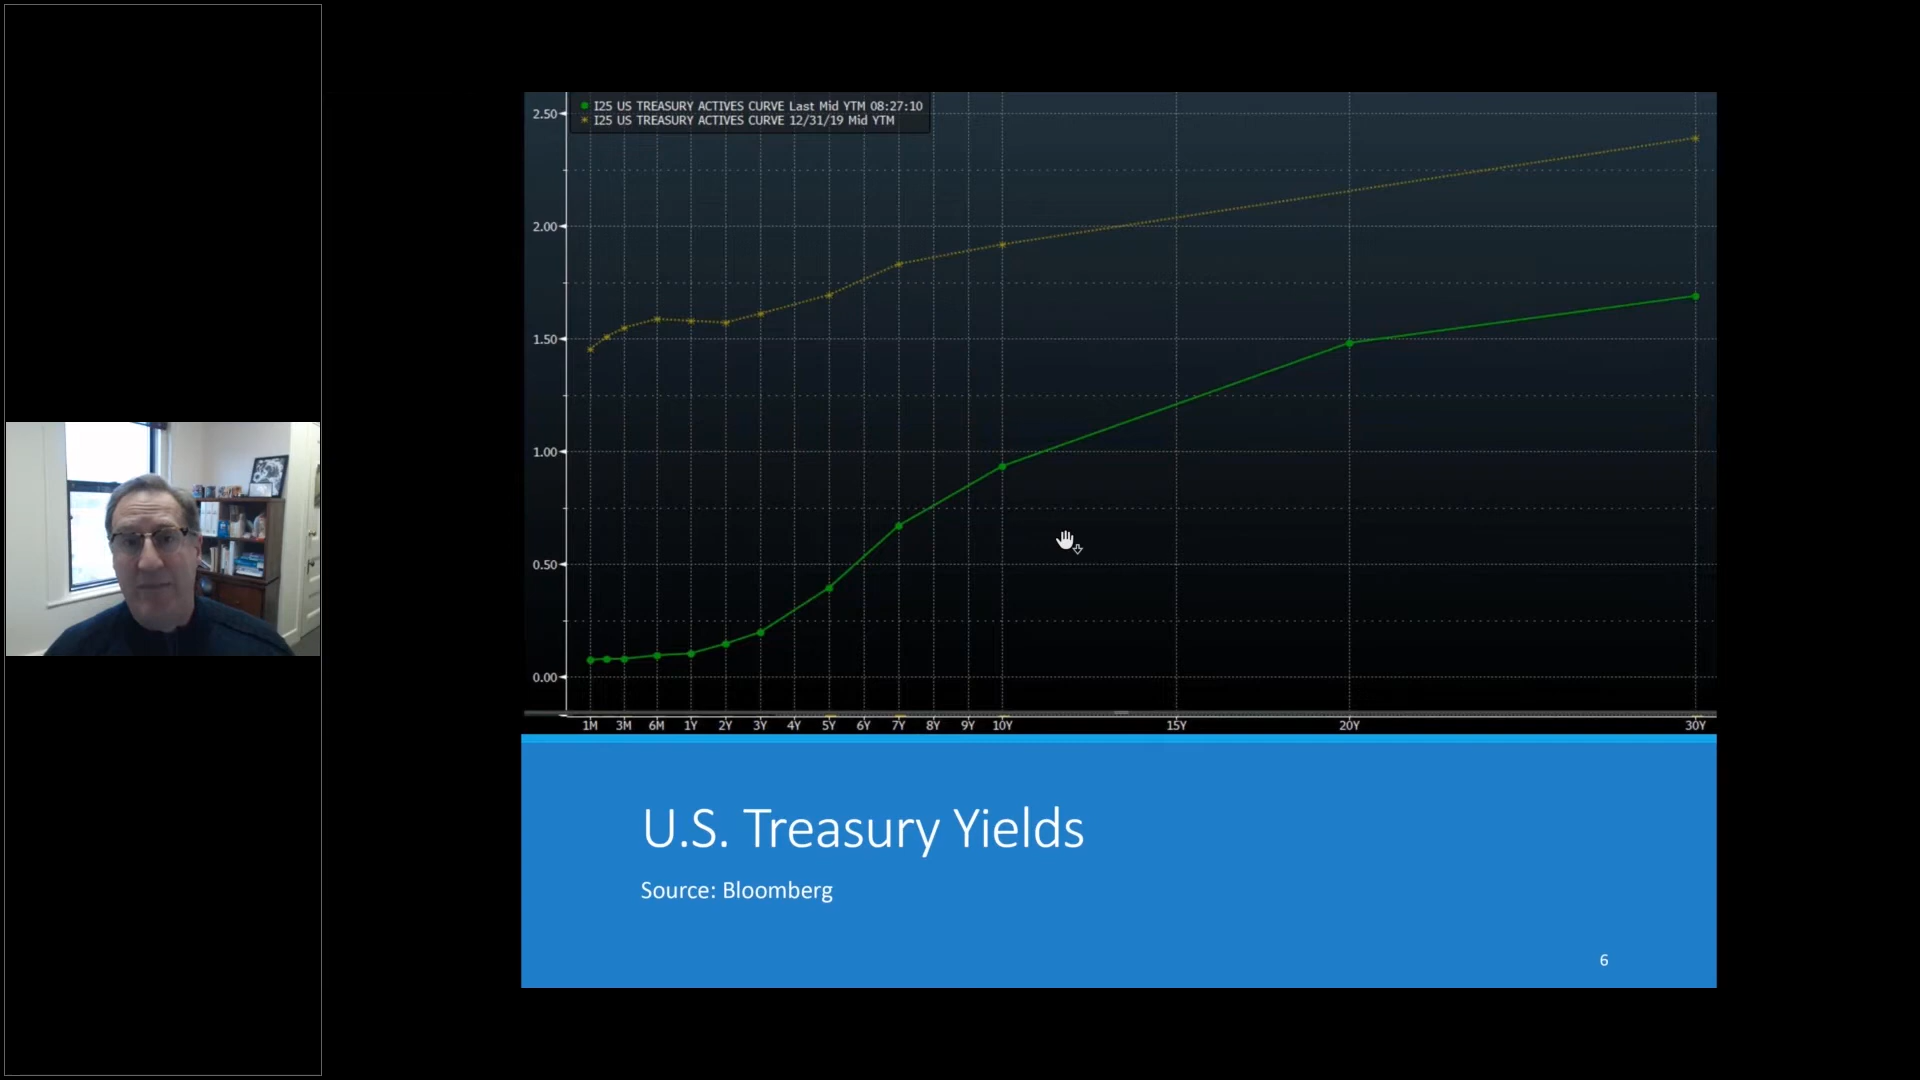 I25 US TREASURY ACTIVES CURVE Last Mid YTM 08:27:10
I25 US TREASURY ACTIVES CURVE 12/31/19 Mid YTM
2.50
2.00
1.50
1.00
0.50
0.00
1M 3M 6M 1Y 2Y 3Y 4Y 5Y 6Y 7Y 8Y 9Y 10Y 15Y 20Y 30Y
U.S. Treasury Yields
Source: Bloomberg
6